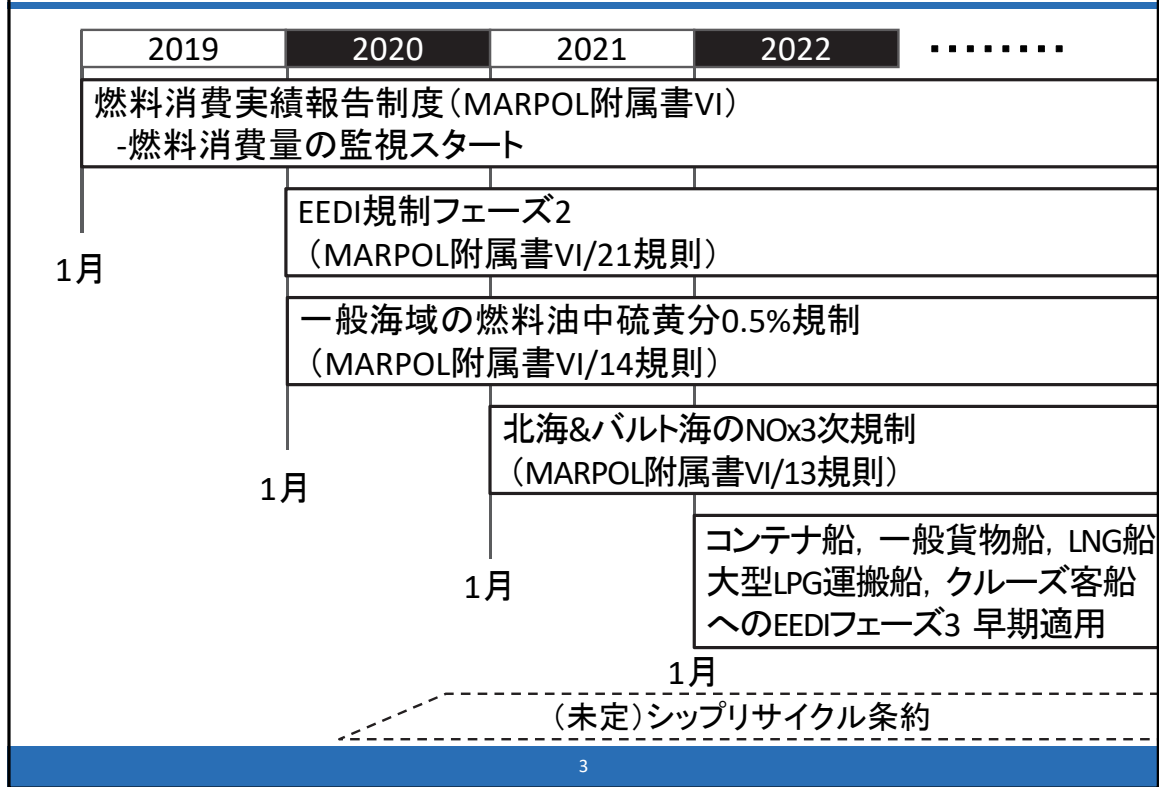 2019 2020 2021 2022 ........
燃料消費実績報告制度（MARPOL附属書VI）
-燃料消費量の監視スタート
EEDI規制フェーズ2
（MARPOL附属書VI/21規則）
1月
一般海域の燃料油中硫黄分0.5%規制
（MARPOL附属書VI/14規則）
北海&バルト海のNOx3次規制
（MARPOL附属書VI/13規則）
1月
コンテナ船，一般貨物船，LNG船
大型LPG運搬船，クルーズ客船
へのEEDIフェーズ3 早期適用
1月
1月
（未定）シップリサイクル条約
3